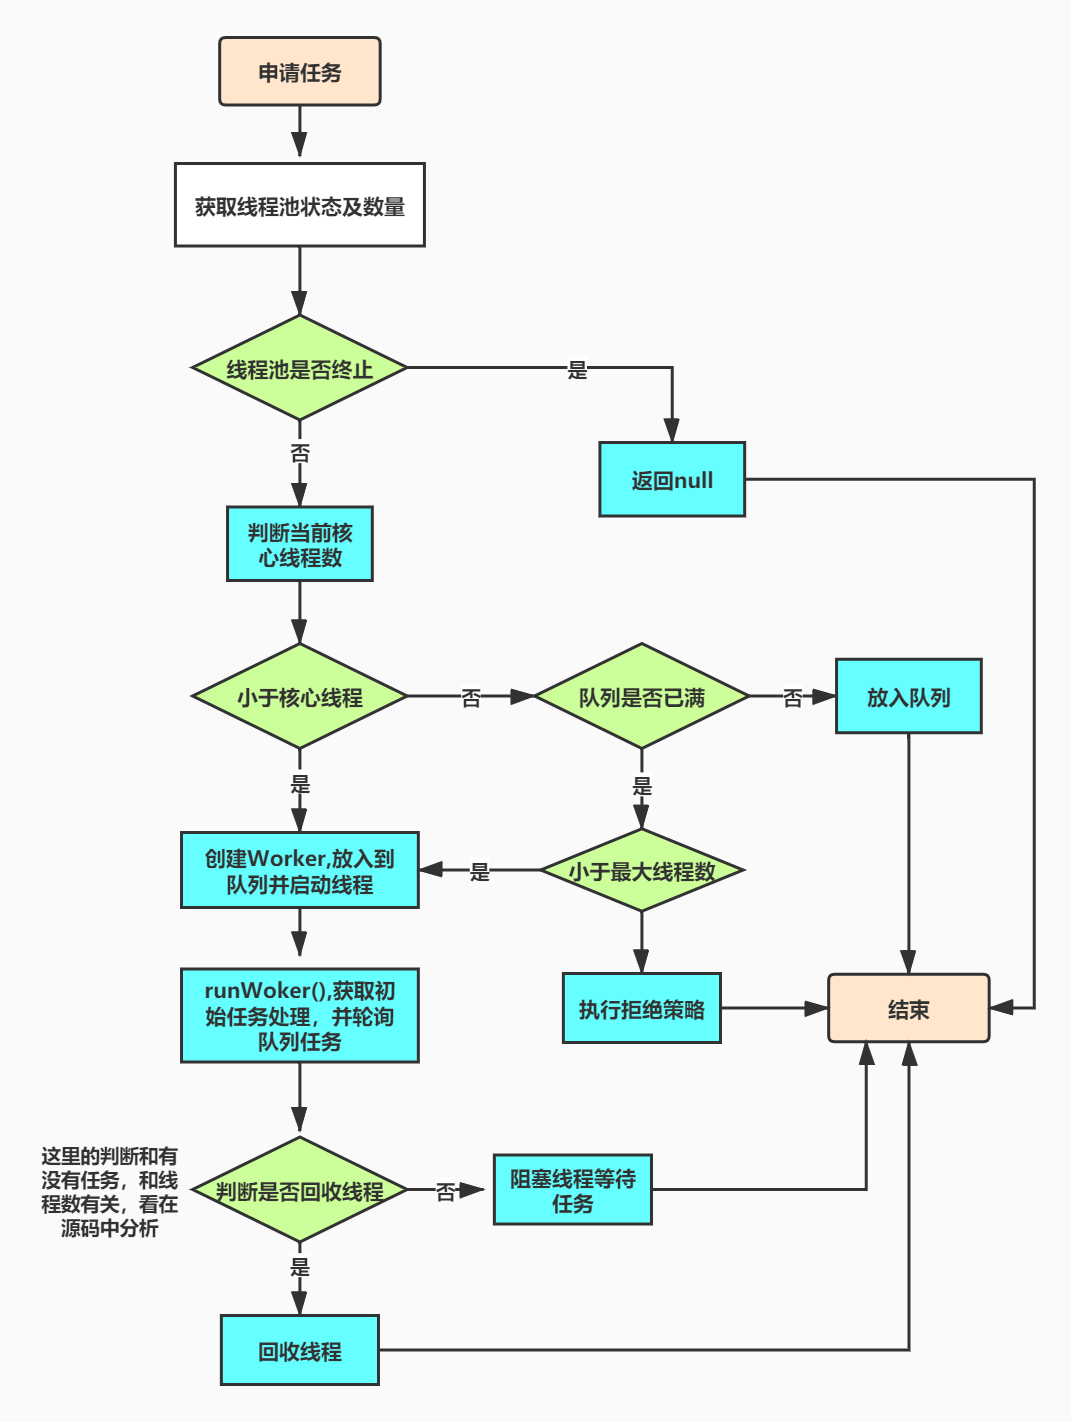 申请任务
获取线程池状态及数量
线程池是否终止
是
否
返回null
判断当前核
心线程数
小于核心线程
否
队列是否已满
否
放入队列
是
是
创建Worker,放入到
队列并启动线程
是
小于最大线程数
runWoker(),获取初
始任务处理，并轮询
队列任务
执行拒绝策略
结束
这里的判断和有
没有任务，和线
程数有关，看在
源码中分析
判断是否回收线程
否
阻塞线程等待
任务
是
回收线程